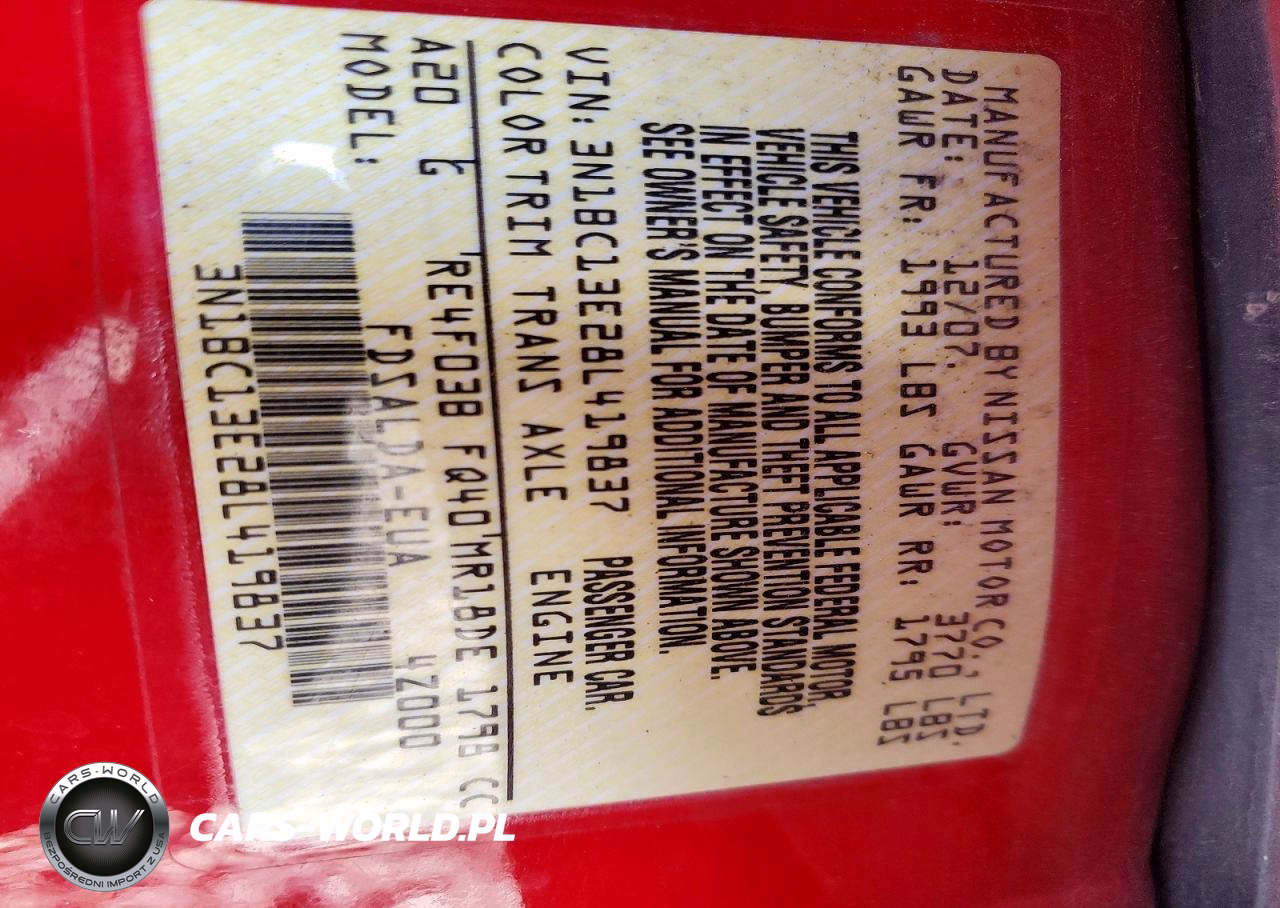 MANUFACTURED BY NISSAN MOTOR CO., LTD.
DATE: 12/07. GVWR: 3770 LBS
GAWR FR: 1993 LBS GAWR RR: 1795 LBS
THIS VEHICLE CONFORMS TO ALL APPLICABLE FEDERAL MOTOR,
VEHICLE SAFETY, BUMPER AND THEFT PREVENTION STANDARDS
IN EFFECT ON THE DATE OF MANUFACTURE SHOWN ABOVE.
SEE OWNER'S MANUAL FOR ADDITIONAL INFORMATION.
VIN: 3N1BC13E28L419837 PASSENGER CAR.
COLOR TRIM TRANS AXLE ENGINE
A20 G RE4F03B FQ40 MR18DE 1798 CC
MODEL: FDSALDA-EUA 4Z000
3N1BC13E28L419837
CARS-WORLD
CW
BEZPOŚREDNI IMPORT Z USA
CARS-WORLD.PL